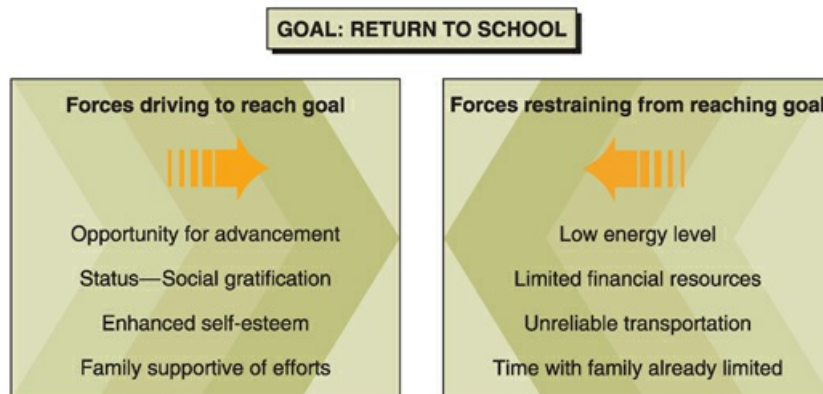 GOAL: RETURN TO SCHOOL
Forces driving to reach goal
Opportunity for advancement
Status—Social gratification
Enhanced self-esteem
Family supportive of efforts
Forces restraining from reaching goal
Low energy level
Limited financial resources
Unreliable transportation
Time with family already limited